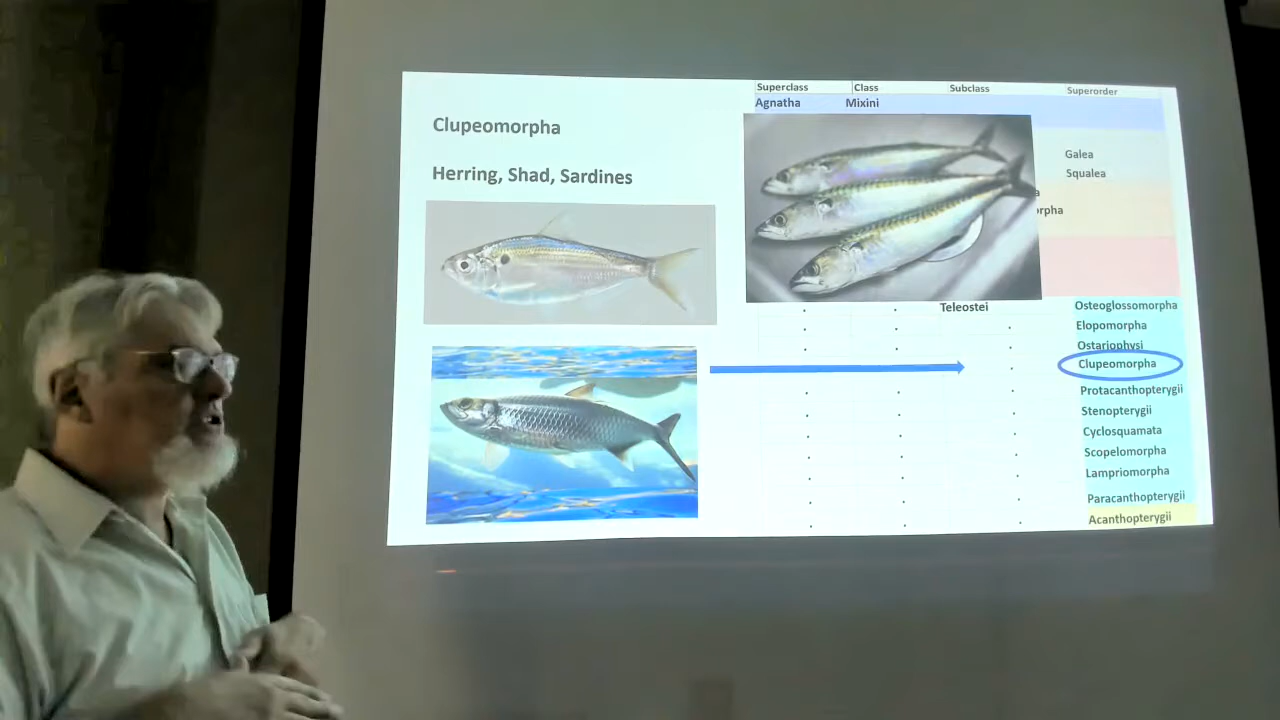 Clupeomorpha
Herring, Shad, Sardines
Superclass Class Subclass Superorder
Agnatha Mixini
Galea
Squalea
a
orpha
Teleostei Osteoglossomorpha
Elopomorpha
Ostariophysi
Clupeomorpha
Protacanthopterygii
Stenopterygii
Cyclosquamata
Scopelomorpha
Lampriomorpha
Paracanthopterygii
Acanthopterygii